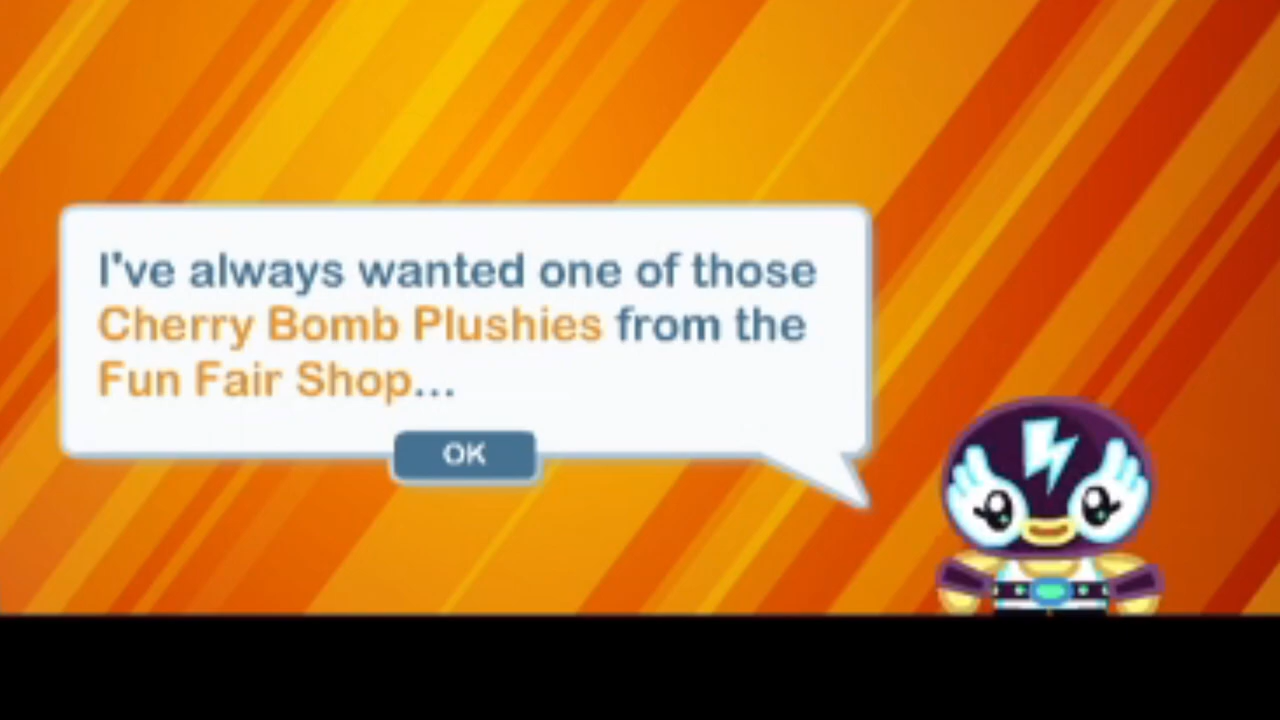 I've always wanted one of those
Cherry Bomb Plushies from the
Fun Fair Shop...
OK